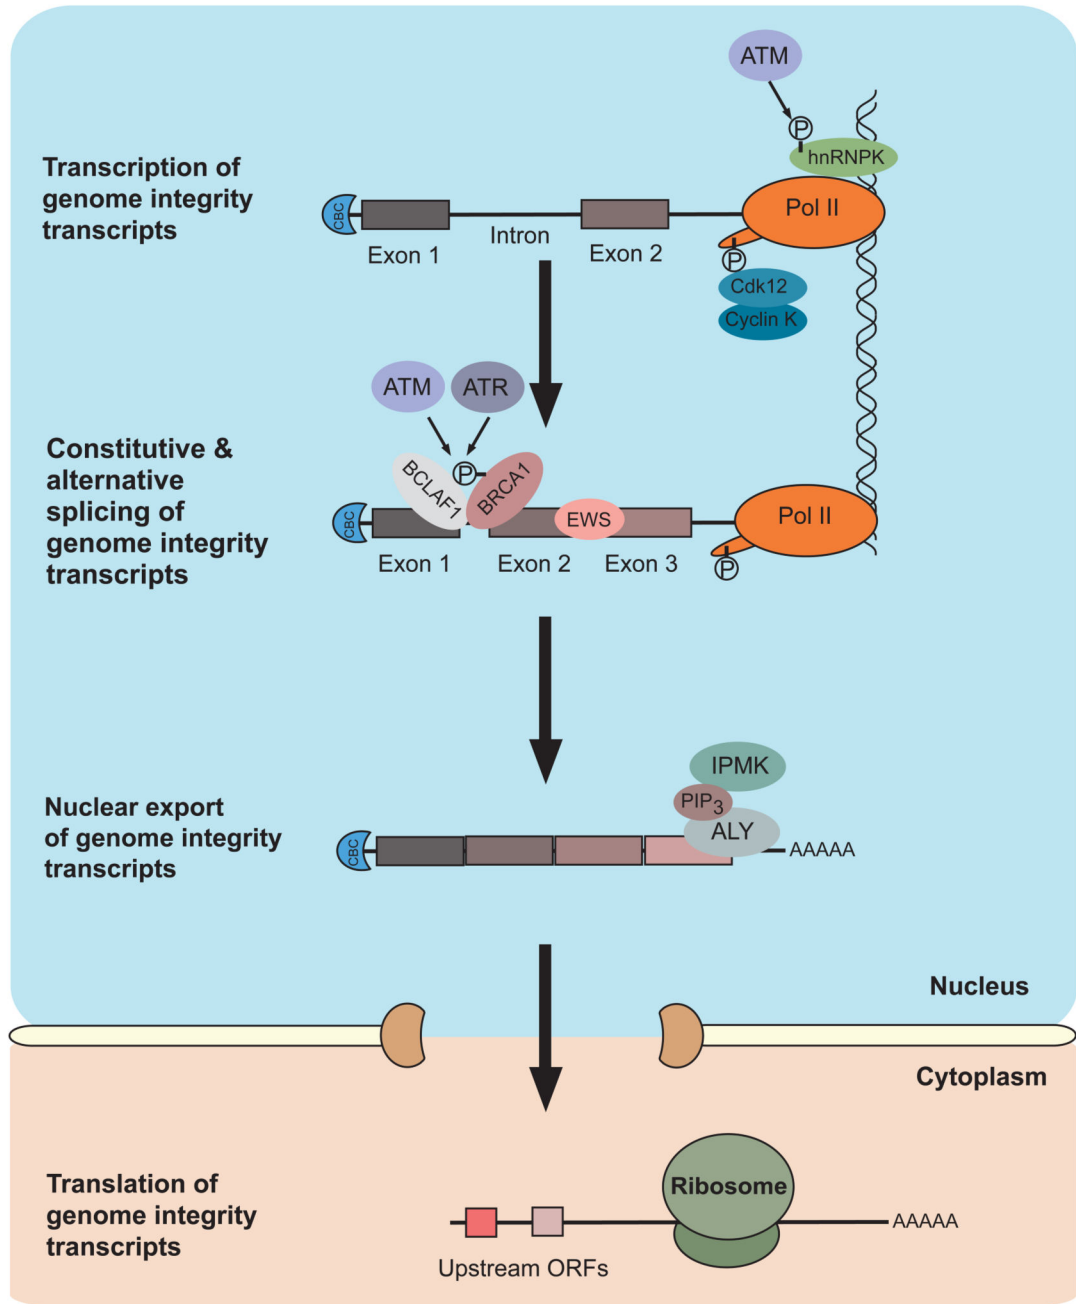 ATM
P
hnRNPK
Transcription of
genome integrity
transcripts
CBC
Pol II
Exon 1
Intron
Exon 2
P
Cdk12
Cyclin K
ATM
ATR
Constitutive &
alternative
splicing of
genome integrity
transcripts
BCLAF1
P
BRCA1
CBC
EWS
Pol II
Exon 1
Exon 2
Exon 3
P
IPMK
PIP3
ALY
Nuclear export
of genome integrity
transcripts
CBC
AAAAA
Nucleus
Cytoplasm
Translation of
genome integrity
transcripts
Ribosome
AAAAA
Upstream ORFs